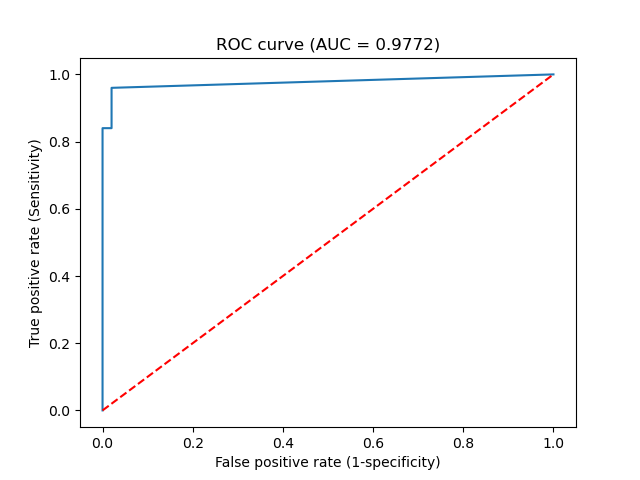 ROC curve (AUC = 0.9772)
True positive rate (Sensitivity)
1.0
0.8
0.6
0.4
0.2
0.0
0.0 0.2 0.4 0.6 0.8 1.0
False positive rate (1-specificity)